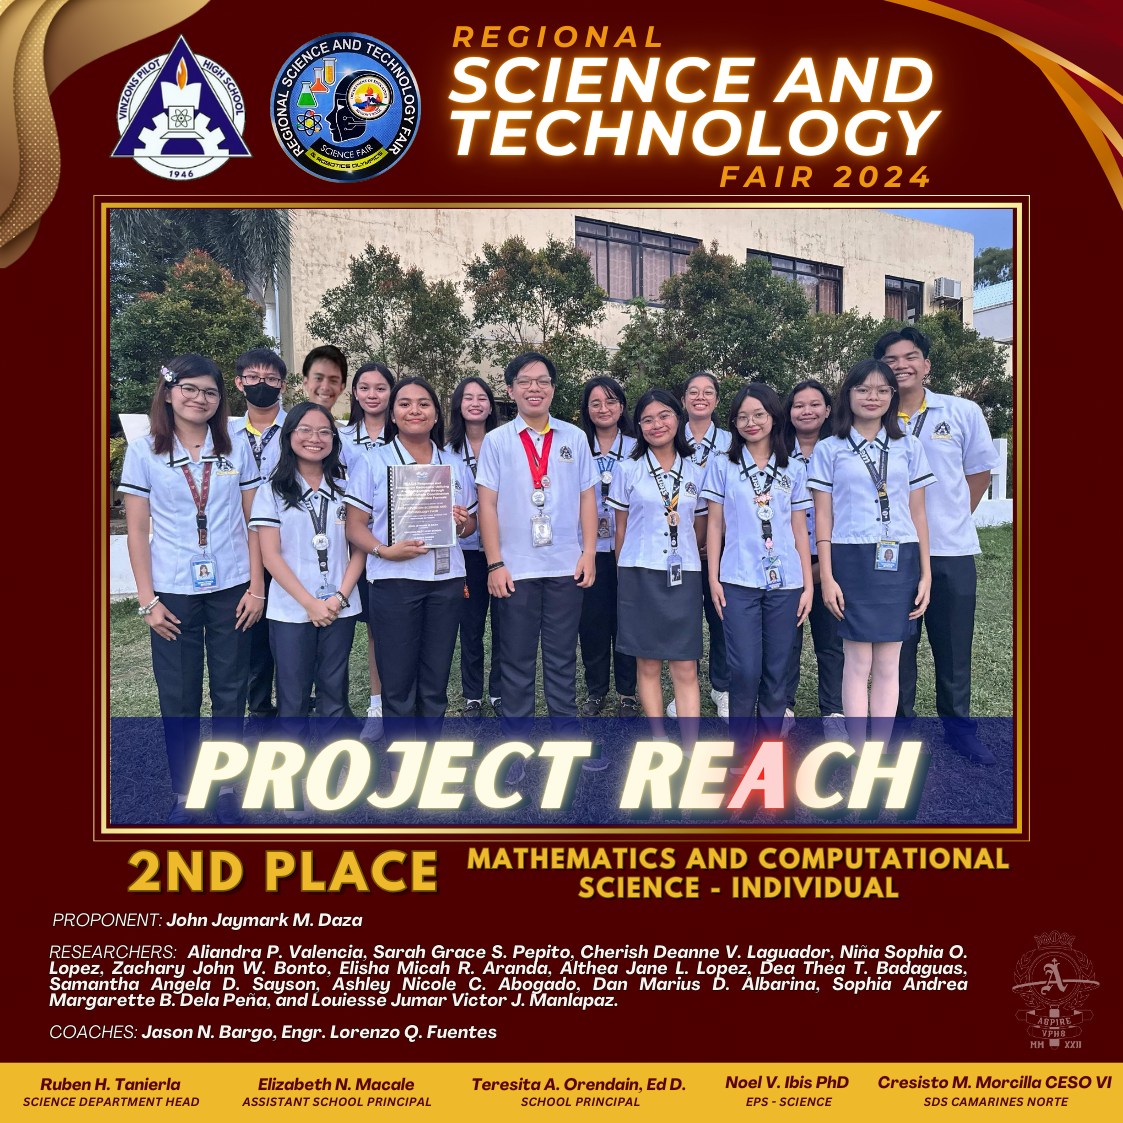 REGIONAL
SCIENCE AND
TECHNOLOGY
FAIR 2024
VINZONS PILOT HIGH SCHOOL
1946
REGIONAL SCIENCE AND TECHNOLOGY FAIR
SCIENCE FAIR
& ROBOTICS OLYMPICS
PROJECT REACH
2ND PLACE
MATHEMATICS AND COMPUTATIONAL
SCIENCE - INDIVIDUAL
PROPONENT: John Jaymark M. Daza
RESEARCHERS: Aliandra P. Valencia, Sarah Grace S. Pepito, Cherish Deanne V. Laguador, Niña Sophia O.
Lopez, Zachary John W. Bonto, Elisha Micah R. Aranda, Althea Jane L. Lopez, Dea Thea T. Badaguas,
Samantha Angela D. Sayson, Ashley Nicole C. Abogado, Dan Marius D. Albarina, Sophia Andrea
Margarette B. Dela Peña, and Louiesse Jumar Victor J. Manlapaz.
COACHES: Jason N. Bargo, Engr. Lorenzo Q. Fuentes
A
ASPIRE
VPHS
MM XXII
Ruben H. Tanierla
SCIENCE DEPARTMENT HEAD
Elizabeth N. Macale
ASSISTANT SCHOOL PRINCIPAL
Teresita A. Orendain, Ed D.
SCHOOL PRINCIPAL
Noel V. Ibis PhD
EPS - SCIENCE
Cresisto M. Morcilla CESO VI
SDS CAMARINES NORTE